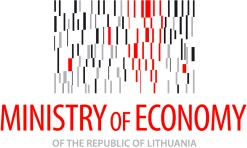 MINISTRY OF ECONOMY
OF THE REPUBLIC OF LITHUANIA